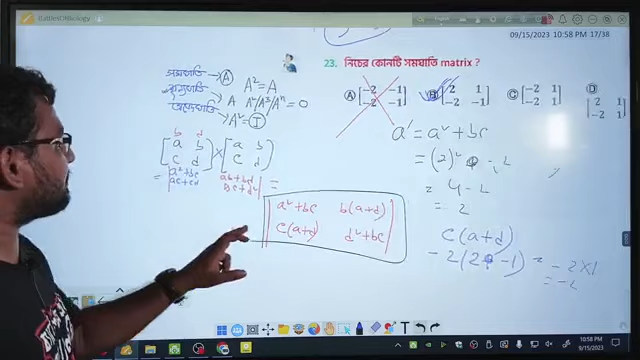 BattlesOfBiology
09/15/2023 10:58 PM 17/38
23. নিচের কোনটি সমঘাতি matrix ?
সমঘাতি → A A² = A
শূন্যঘাতি → A A²/A³/Aⁿ = 0
অভেদঘাতি → A² = I
A [-2 -1
-2 -1]
B [2 1
-2 -1]
C [-2 1
-2 1]
D
[2 1
-2 1]
a' = a² + bc
= (2)² - 2
= 4 - 2
= 2
[a b
c d] × [a b
c d]
= |a²+bc ab+bd
ac+cd bc+d²| =
|a²+bc b(a+d)
c(a+d) d²+bc|
c(a+d)
-2(2-1) = -2×1
= -2
10:58 PM
9/15/2023